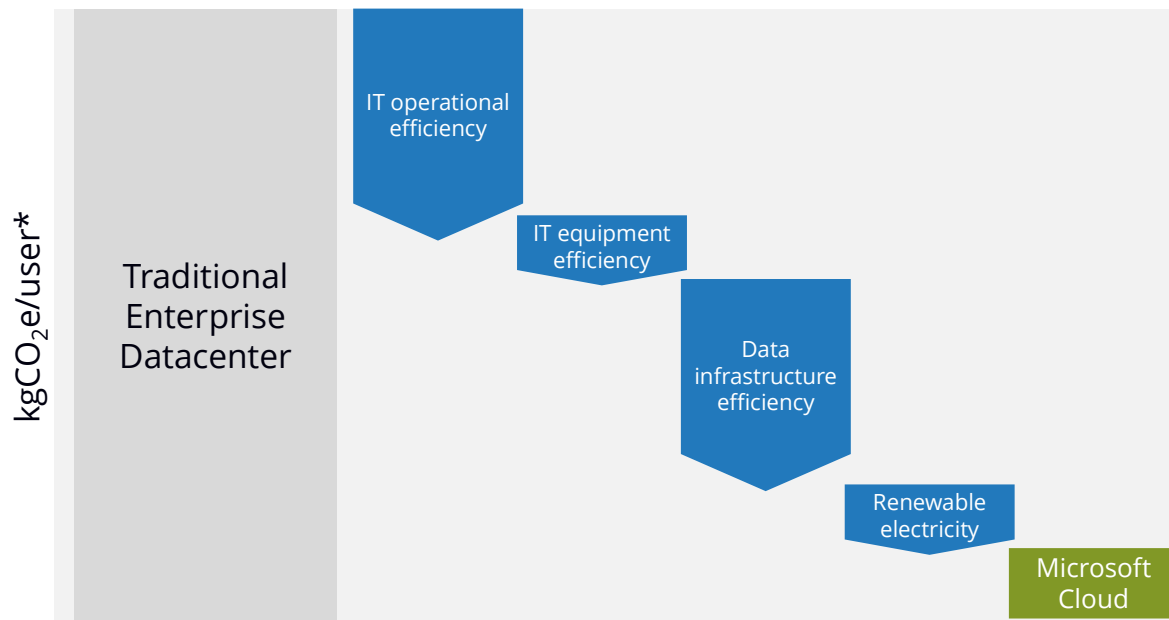 kgCO₂e/user*
Traditional
Enterprise
Datacenter
IT operational
efficiency
IT equipment
efficiency
Data
infrastructure
efficiency
Renewable
electricity
Microsoft
Cloud